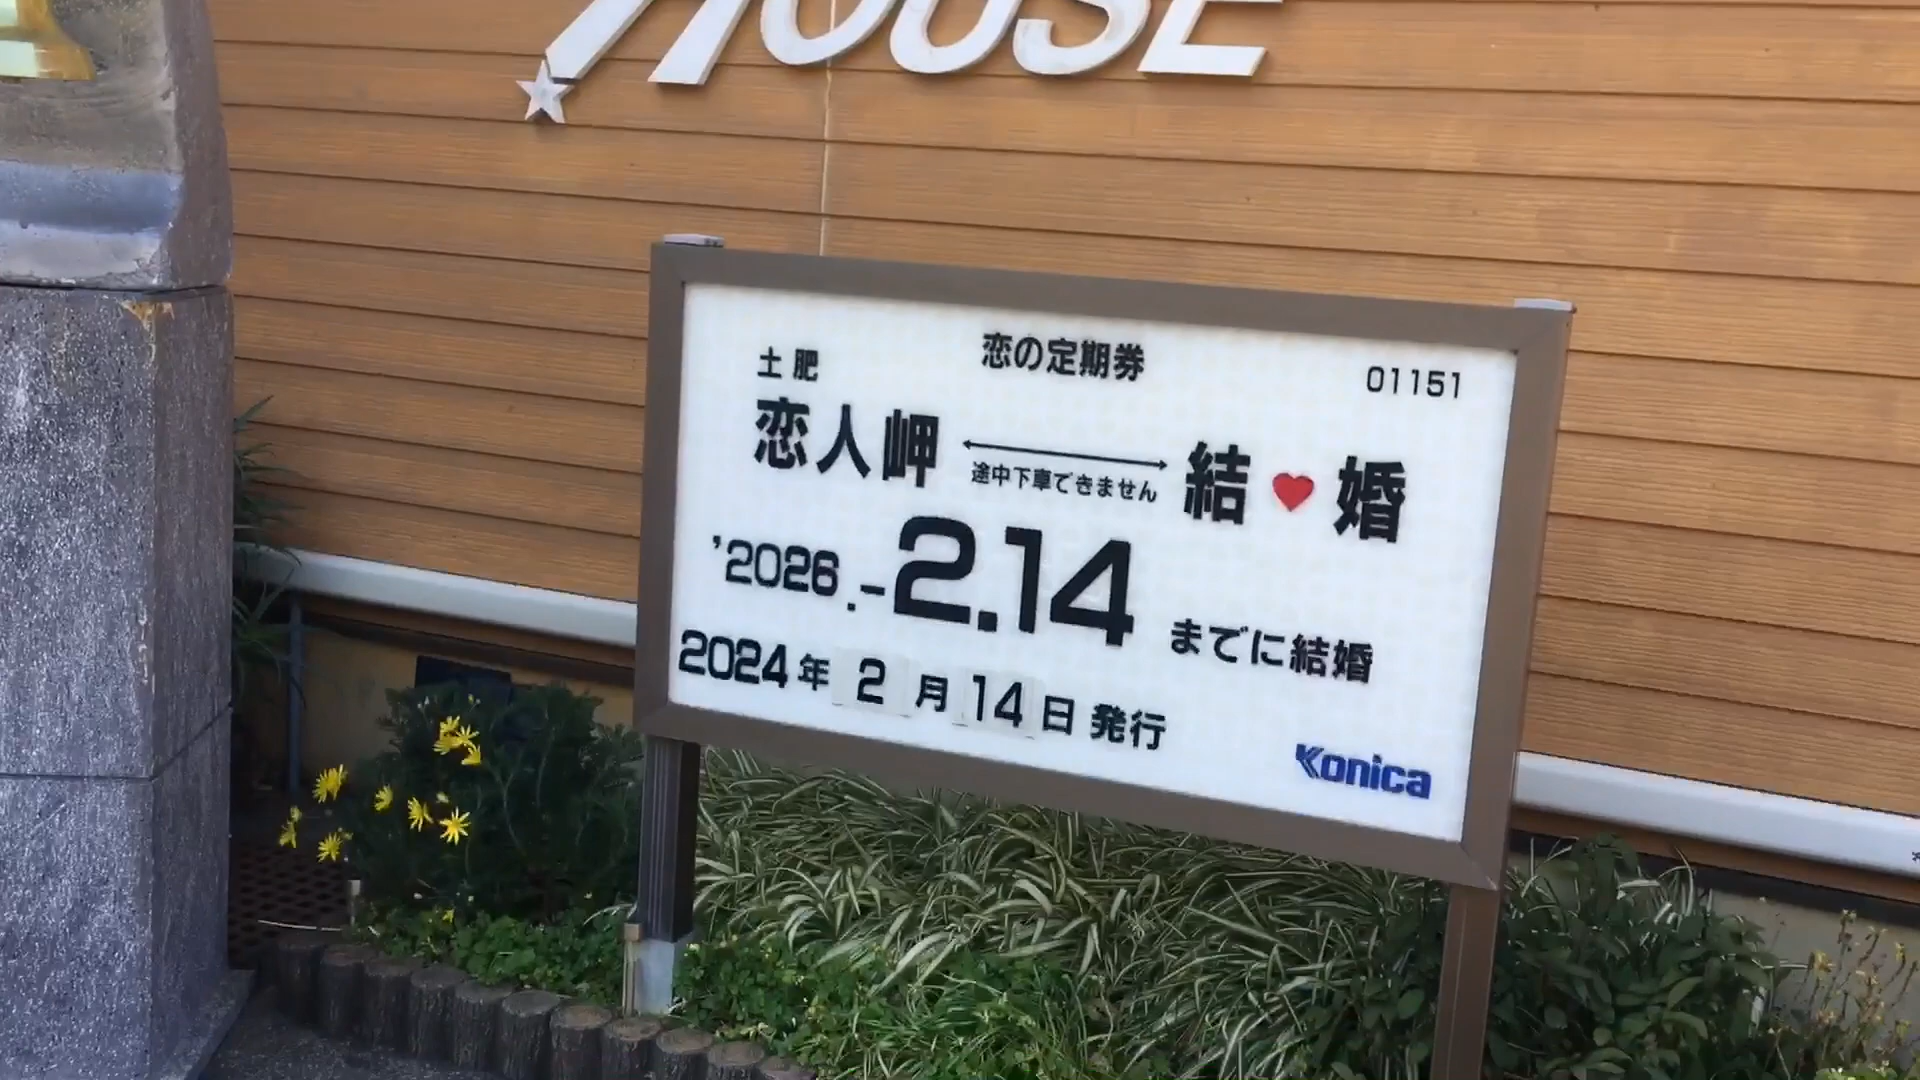 HOUSE
恋の定期券
土肥 01151
恋人岬 ⟷ 結♥婚
途中下車できません
'2026.-2.14 までに結婚
2024年 2月 14日 発行
Konica